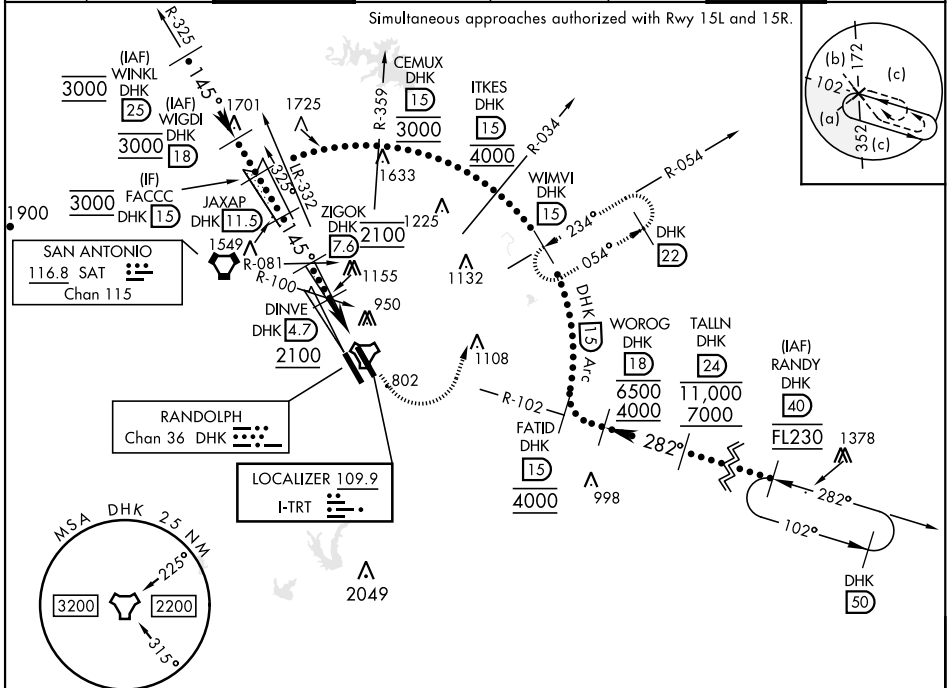 Simultaneous approaches authorized with Rwy 15L and 15R.
R-325
(IAF)
WINKL
DHK
25
3000
145°
(IAF)
WIGDI
DHK
18
3000
1701
1725
R-359
CEMUX
DHK
15
3000
ITKES
DHK
15
4000
R-034
1633
(IF)
FACCC
DHK 15
3000
325°
LR-332
JAXAP
DHK 11.5
145°
ZIGOK
DHK
7.6
2100
1225
WIMVI
DHK
15
R-054
234°
054°
DHK
22
1900
SAN ANTONIO
116.8 SAT
Chan 115
1549
R-081
R-100
1155
950
1132
DINVE
DHK 4.7
2100
1108
802
DHK 15 Arc
WOROG
DHK
18
6500
4000
TALLN
DHK
24
11,000
7000
(IAF)
RANDY
DHK
40
FL230
1378
R-102
FATID
DHK
15
4000
282°
998
282°
102°
DHK
50
RANDOLPH
Chan 36 DHK
LOCALIZER 109.9
I-TRT
2049
MSA DHK 25 NM
225°
3200
2200
315°
(b)
172
(c)
102
(a)
352
(c)